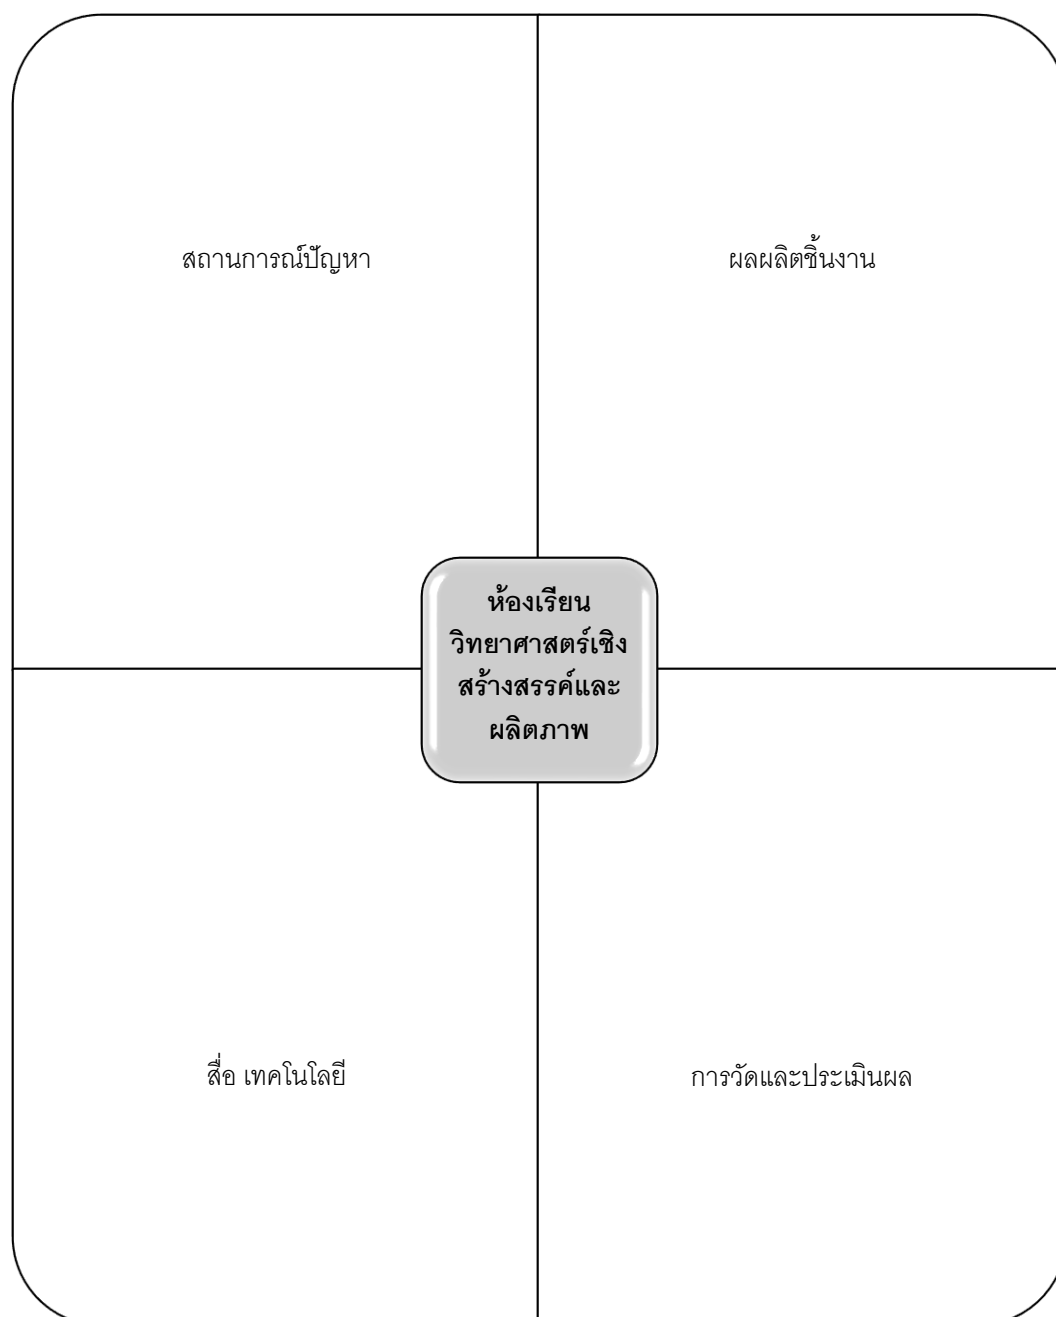 สถานการณ์ปัญหา
ผลผลิตชิ้นงาน
ห้องเรียน
วิทยาศาสตร์เชิง
สร้างสรรค์และ
ผลิตภาพ
สื่อ เทคโนโลยี
การวัดและประเมินผล